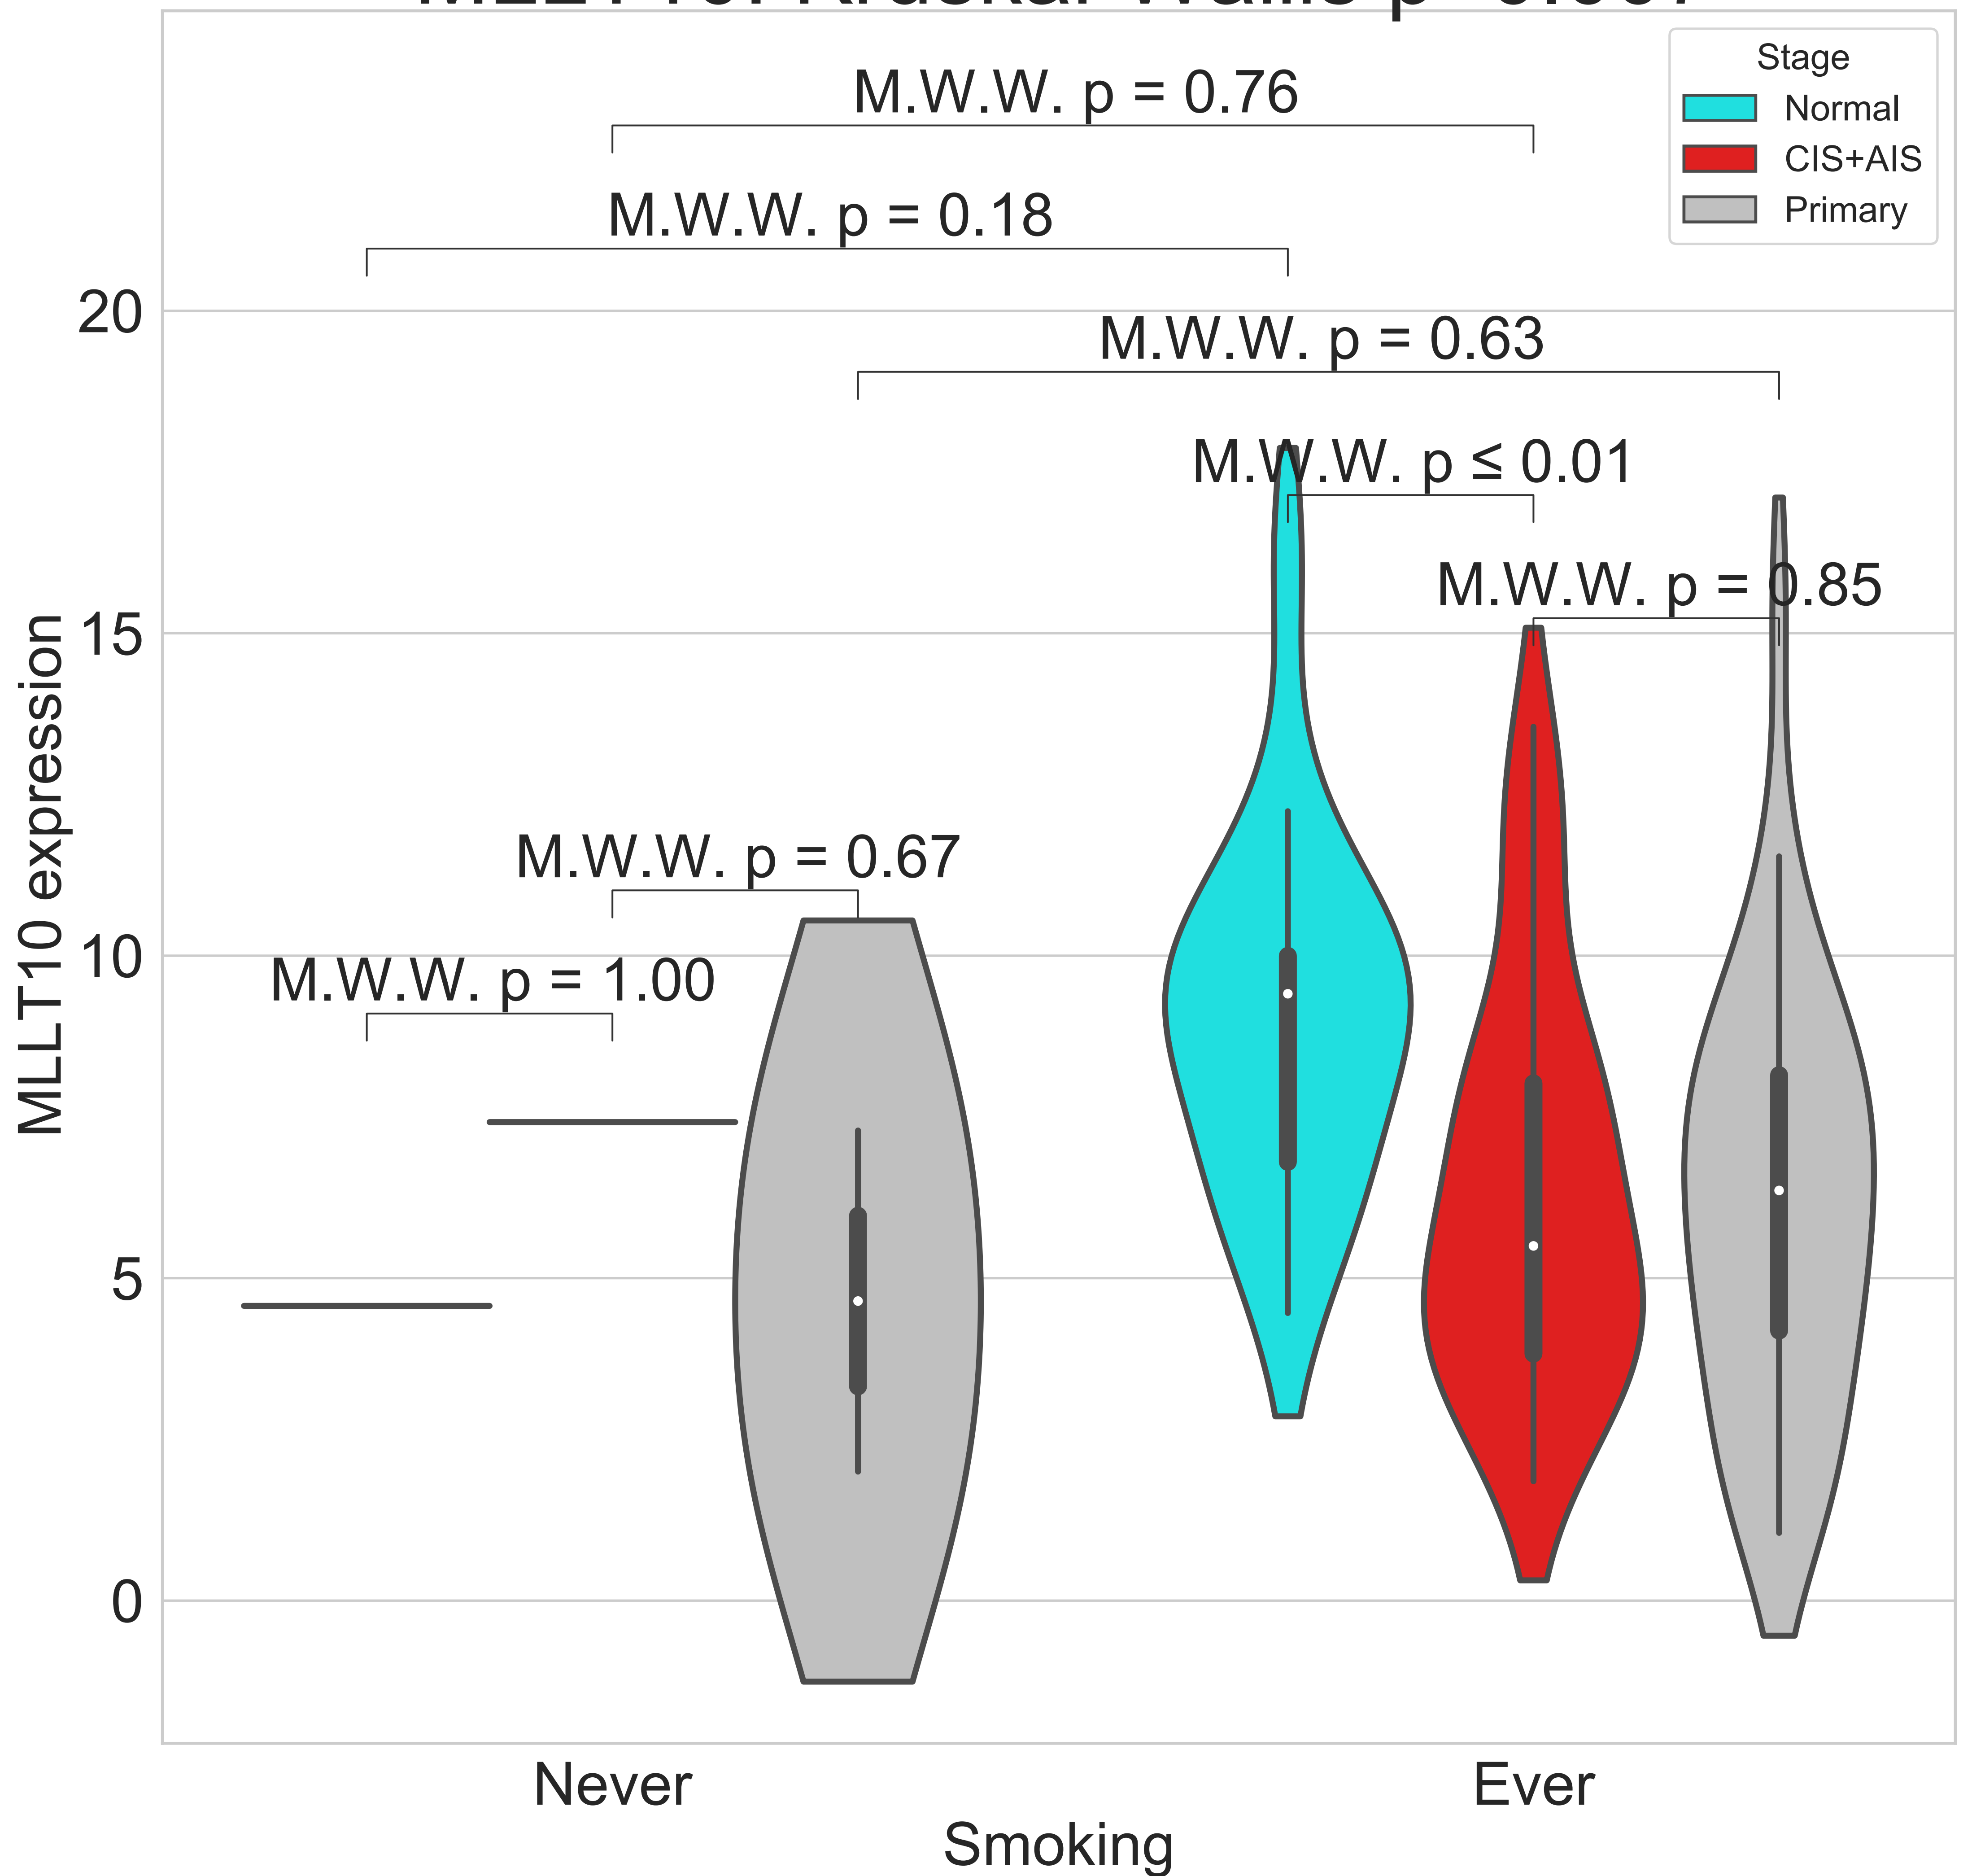 Stage
Normal
CIS+AIS
Primary
M.W.W. p = 0.76
M.W.W. p = 0.18
M.W.W. p = 0.63
M.W.W. p ≤ 0.01
M.W.W. p = 0.85
M.W.W. p = 0.67
M.W.W. p = 1.00
20
15
10
5
0
MLLT10 expression
Never
Ever
Smoking